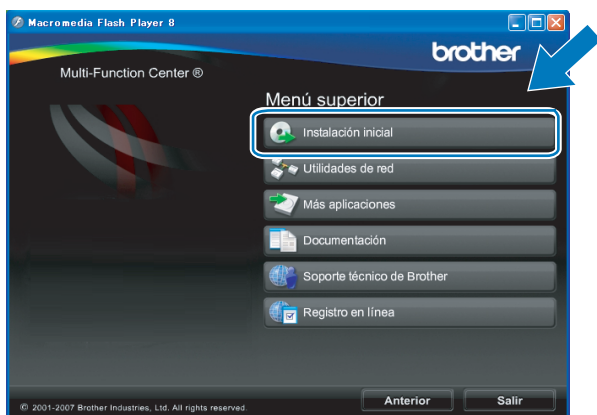 Macromedia Flash Player 8
brother
Multi-Function Center ®
Menú superior
Instalación inicial
Utilidades de red
Más aplicaciones
Documentación
Soporte técnico de Brother
Registro en línea
Anterior
Salir
© 2001-2007 Brother Industries, Ltd. All rights reserved.